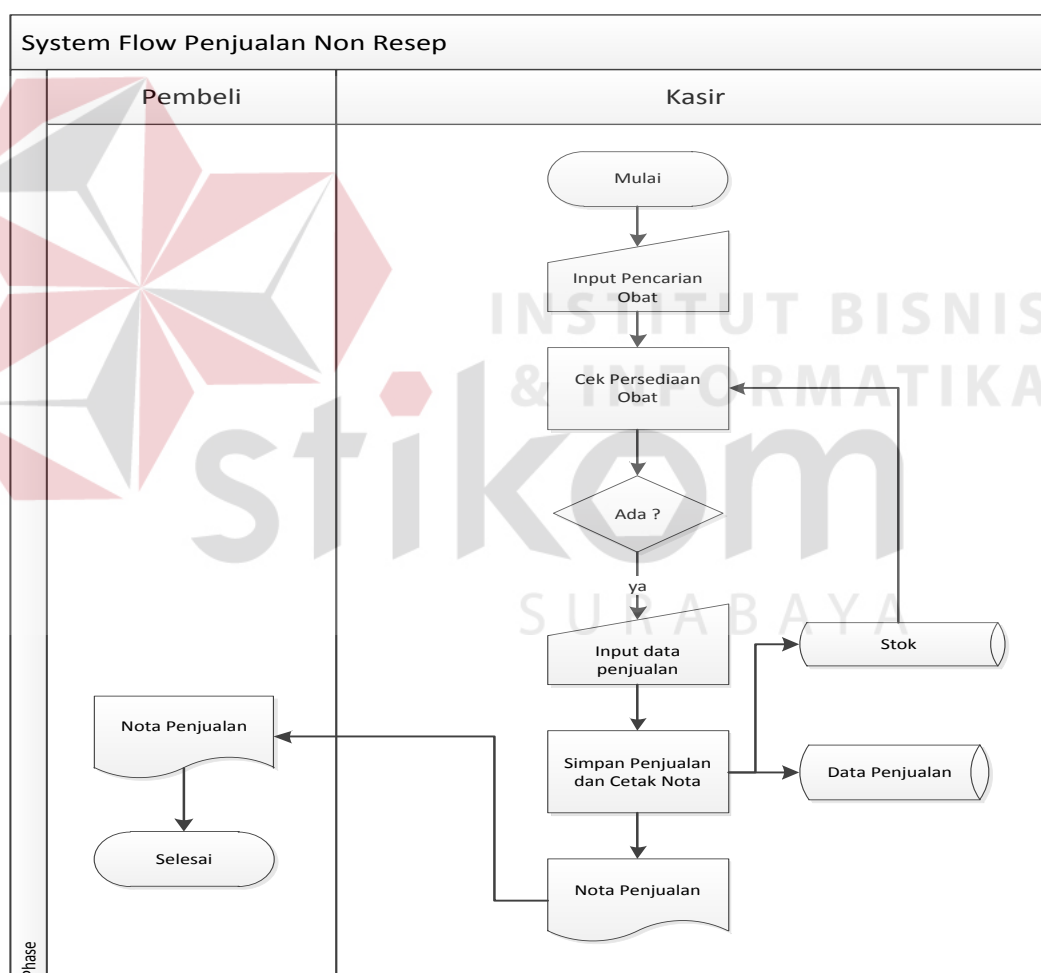 System Flow Penjualan Non Resep
Pembeli
Kasir
Mulai
Input Pencarian
Obat
INSTITUT BISNIS
& INFORMATIKA
Cek Persediaan
Obat
stikom
Ada ?
ya
SURABAYA
Input data
penjualan
Stok
Nota Penjualan
Simpan Penjualan
dan Cetak Nota
Data Penjualan
Selesai
Nota Penjualan
Phase